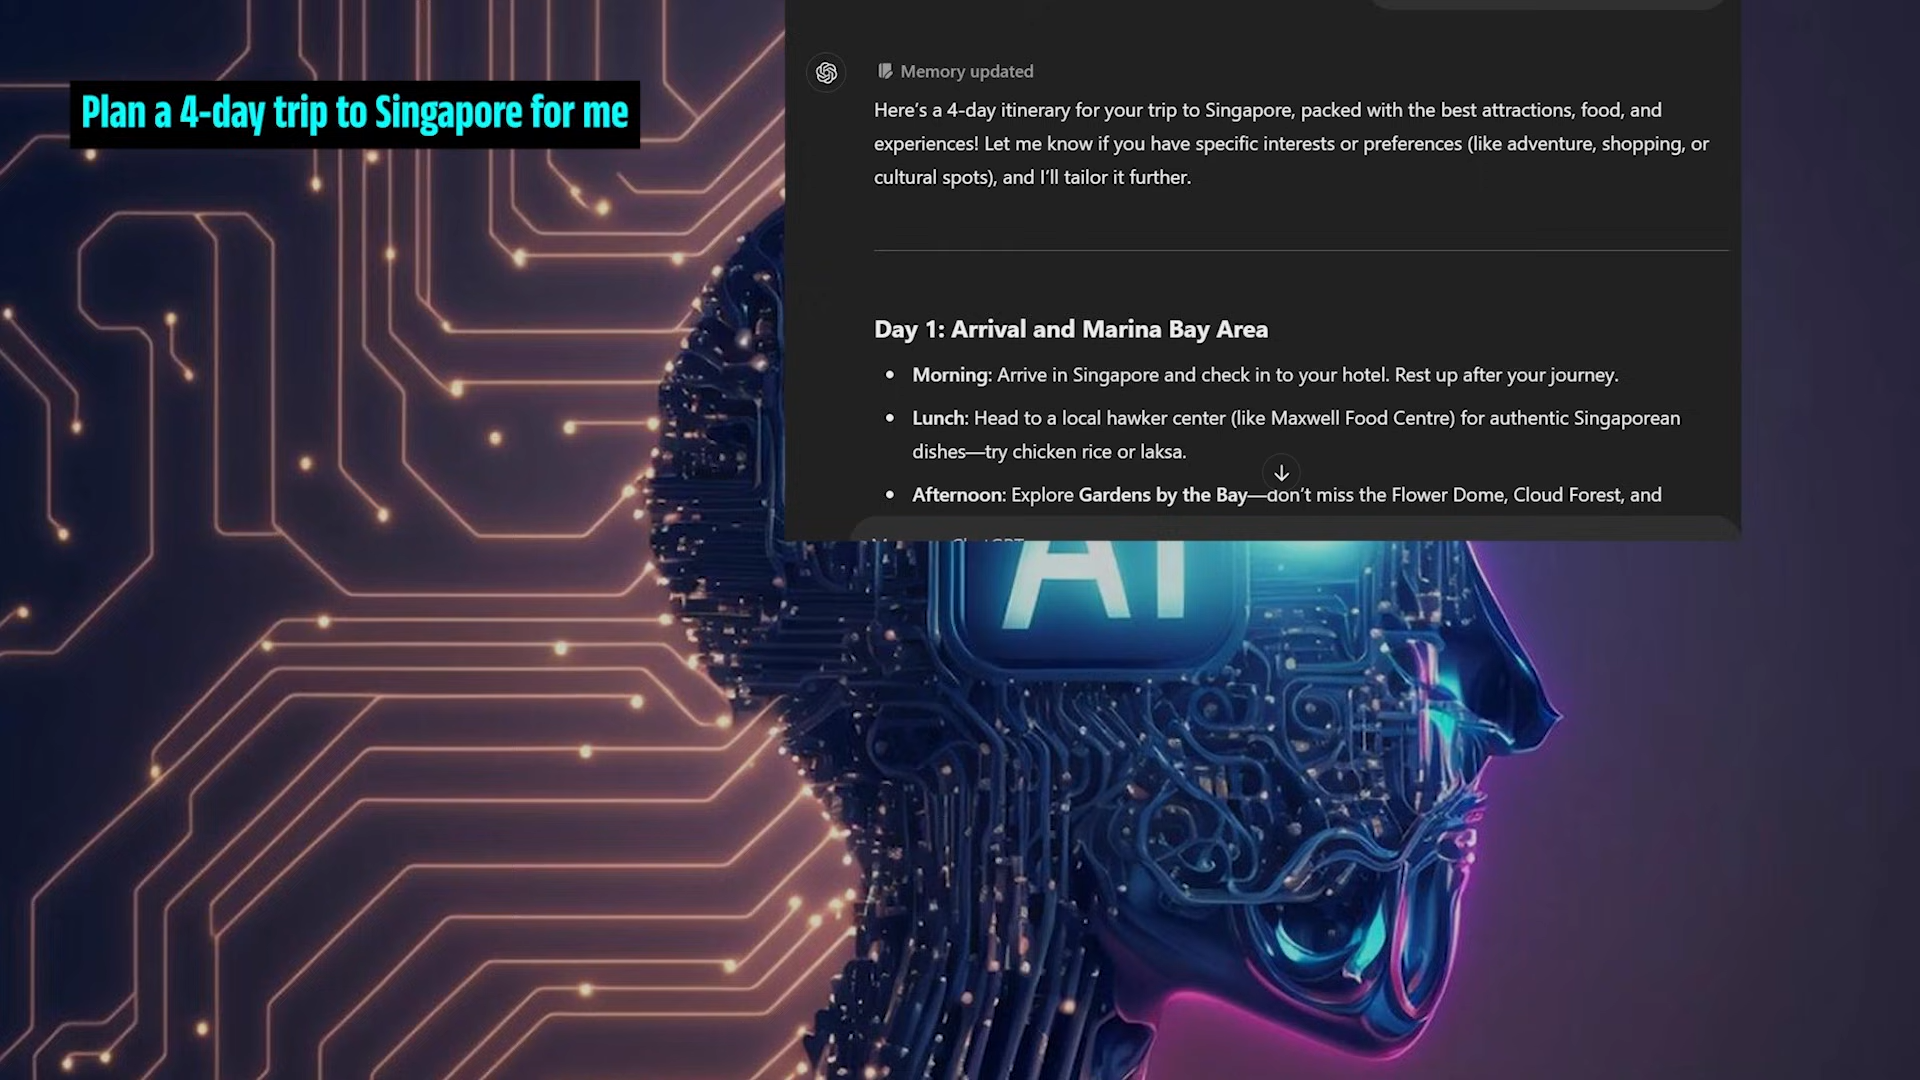 Plan a 4-day trip to Singapore for me
Memory updated
Here's a 4-day itinerary for your trip to Singapore, packed with the best attractions, food, and
experiences! Let me know if you have specific interests or preferences (like adventure, shopping, or
cultural spots), and I'll tailor it further.
Day 1: Arrival and Marina Bay Area
• Morning: Arrive in Singapore and check in to your hotel. Rest up after your journey.
• Lunch: Head to a local hawker center (like Maxwell Food Centre) for authentic Singaporean
dishes—try chicken rice or laksa.
• Afternoon: Explore Gardens by the Bay—don't miss the Flower Dome, Cloud Forest, and
ChatGPT
AI